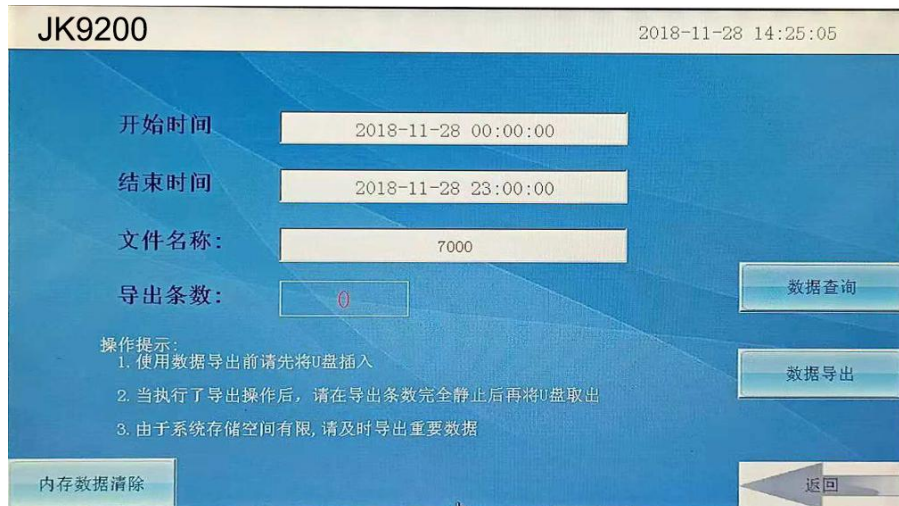 JK9200
2018-11-28 14:25:05
开始时间
2018-11-28 00:00:00
结束时间
2018-11-28 23:00:00
文件名称:
7000
导出条数:
0
数据查询
操作提示:
1. 使用数据导出前请先将U盘插入
数据导出
2. 当执行了导出操作后，请在导出条数完全静止后再将U盘取出
3. 由于系统存储空间有限, 请及时导出重要数据
内存数据清除
返回